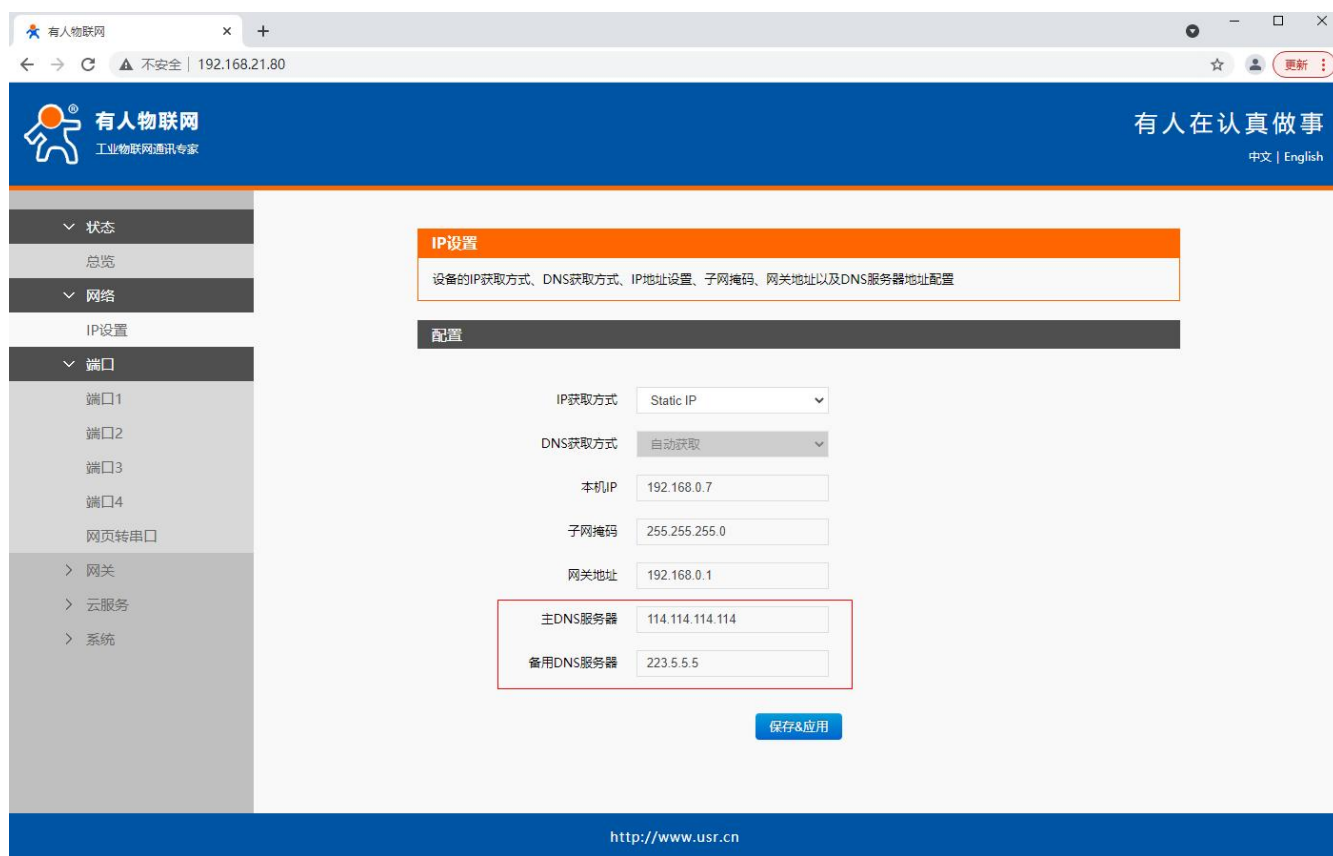 有人物联网
不安全 | 192.168.21.80
更新
有人物联网
工业物联网通讯专家
有人在认真做事
中文 | English
状态
总览
网络
IP设置
端口
端口1
端口2
端口3
端口4
网页转串口
网关
云服务
系统
IP设置
设备的IP获取方式、DNS获取方式、IP地址设置、子网掩码、网关地址以及DNS服务器地址配置
配置
IP获取方式 Static IP
DNS获取方式 自动获取
本机IP 192.168.0.7
子网掩码 255.255.255.0
网关地址 192.168.0.1
主DNS服务器 114.114.114.114
备用DNS服务器 223.5.5.5
保存&应用
http://www.usr.cn